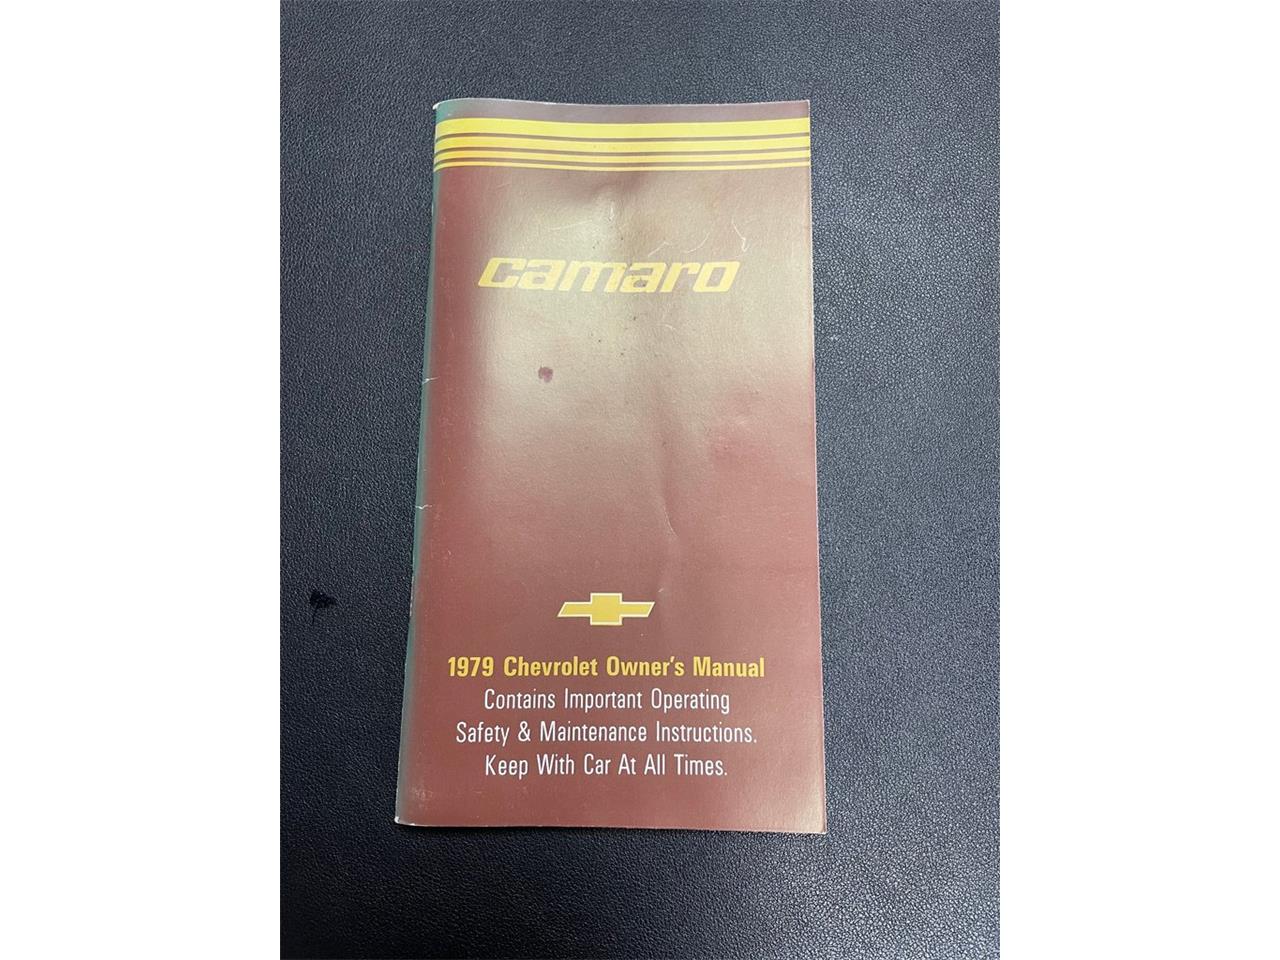 camaro
1979 Chevrolet Owner's Manual
Contains Important Operating
Safety & Maintenance Instructions.
Keep With Car At All Times.